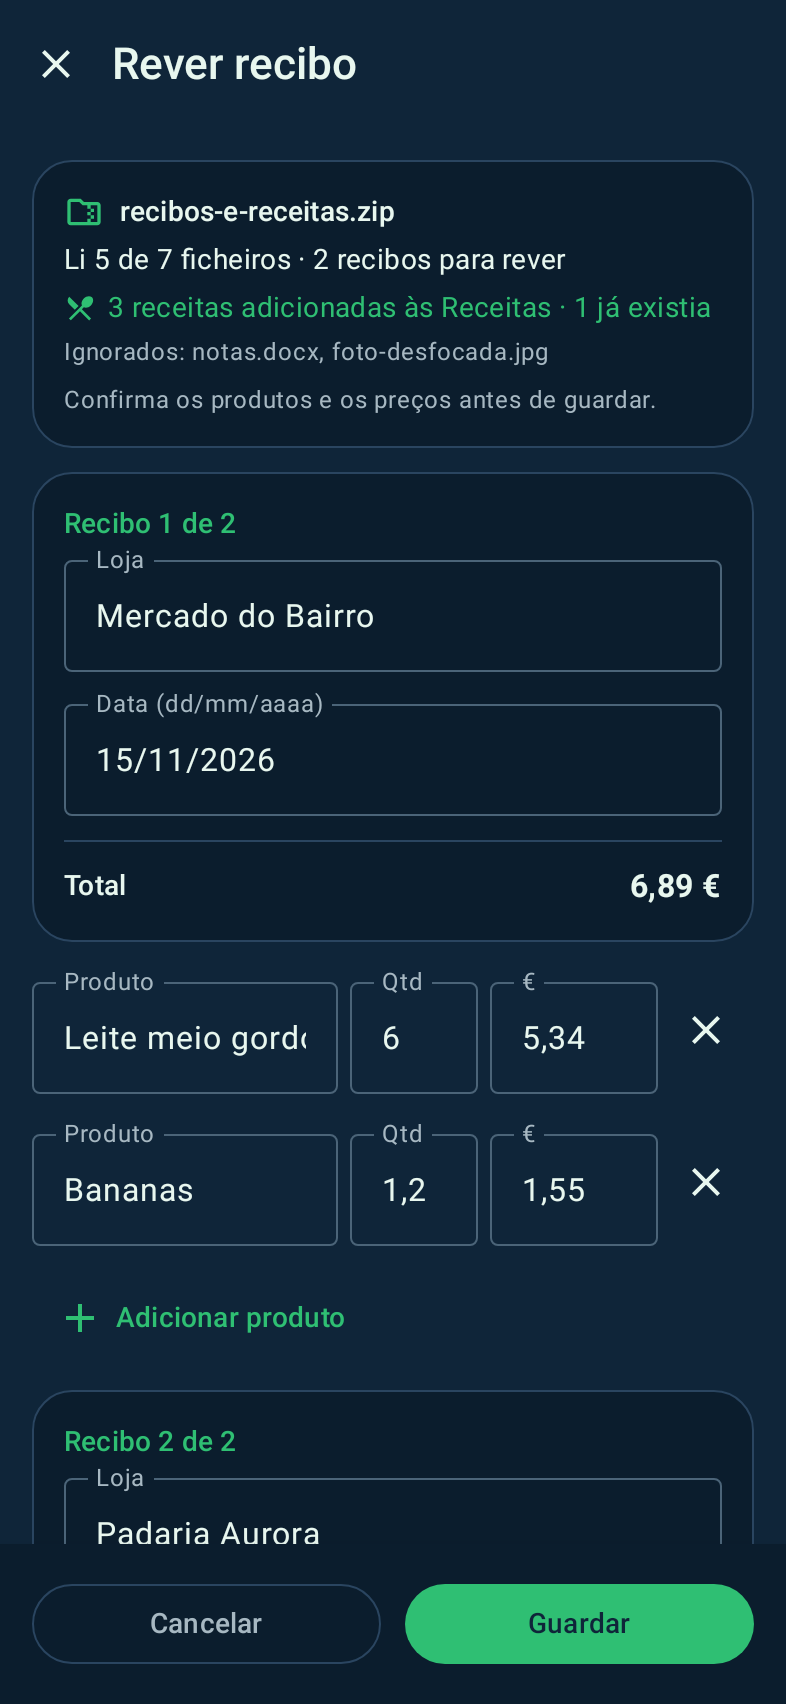 Rever recibo
recibos-e-receitas.zip
Li 5 de 7 ficheiros · 2 recibos para rever
3 receitas adicionadas às Receitas · 1 já existia
Ignorados: notas.docx, foto-desfocada.jpg
Confirma os produtos e os preços antes de guardar.
Recibo 1 de 2
Loja
Mercado do Bairro
Data (dd/mm/aaaa)
15/11/2026
Total 6,89 €
Produto Qtd €
Leite meio gordo 6 5,34
Produto Qtd €
Bananas 1,2 1,55
Adicionar produto
Recibo 2 de 2
Loja
Padaria Aurora
Cancelar Guardar